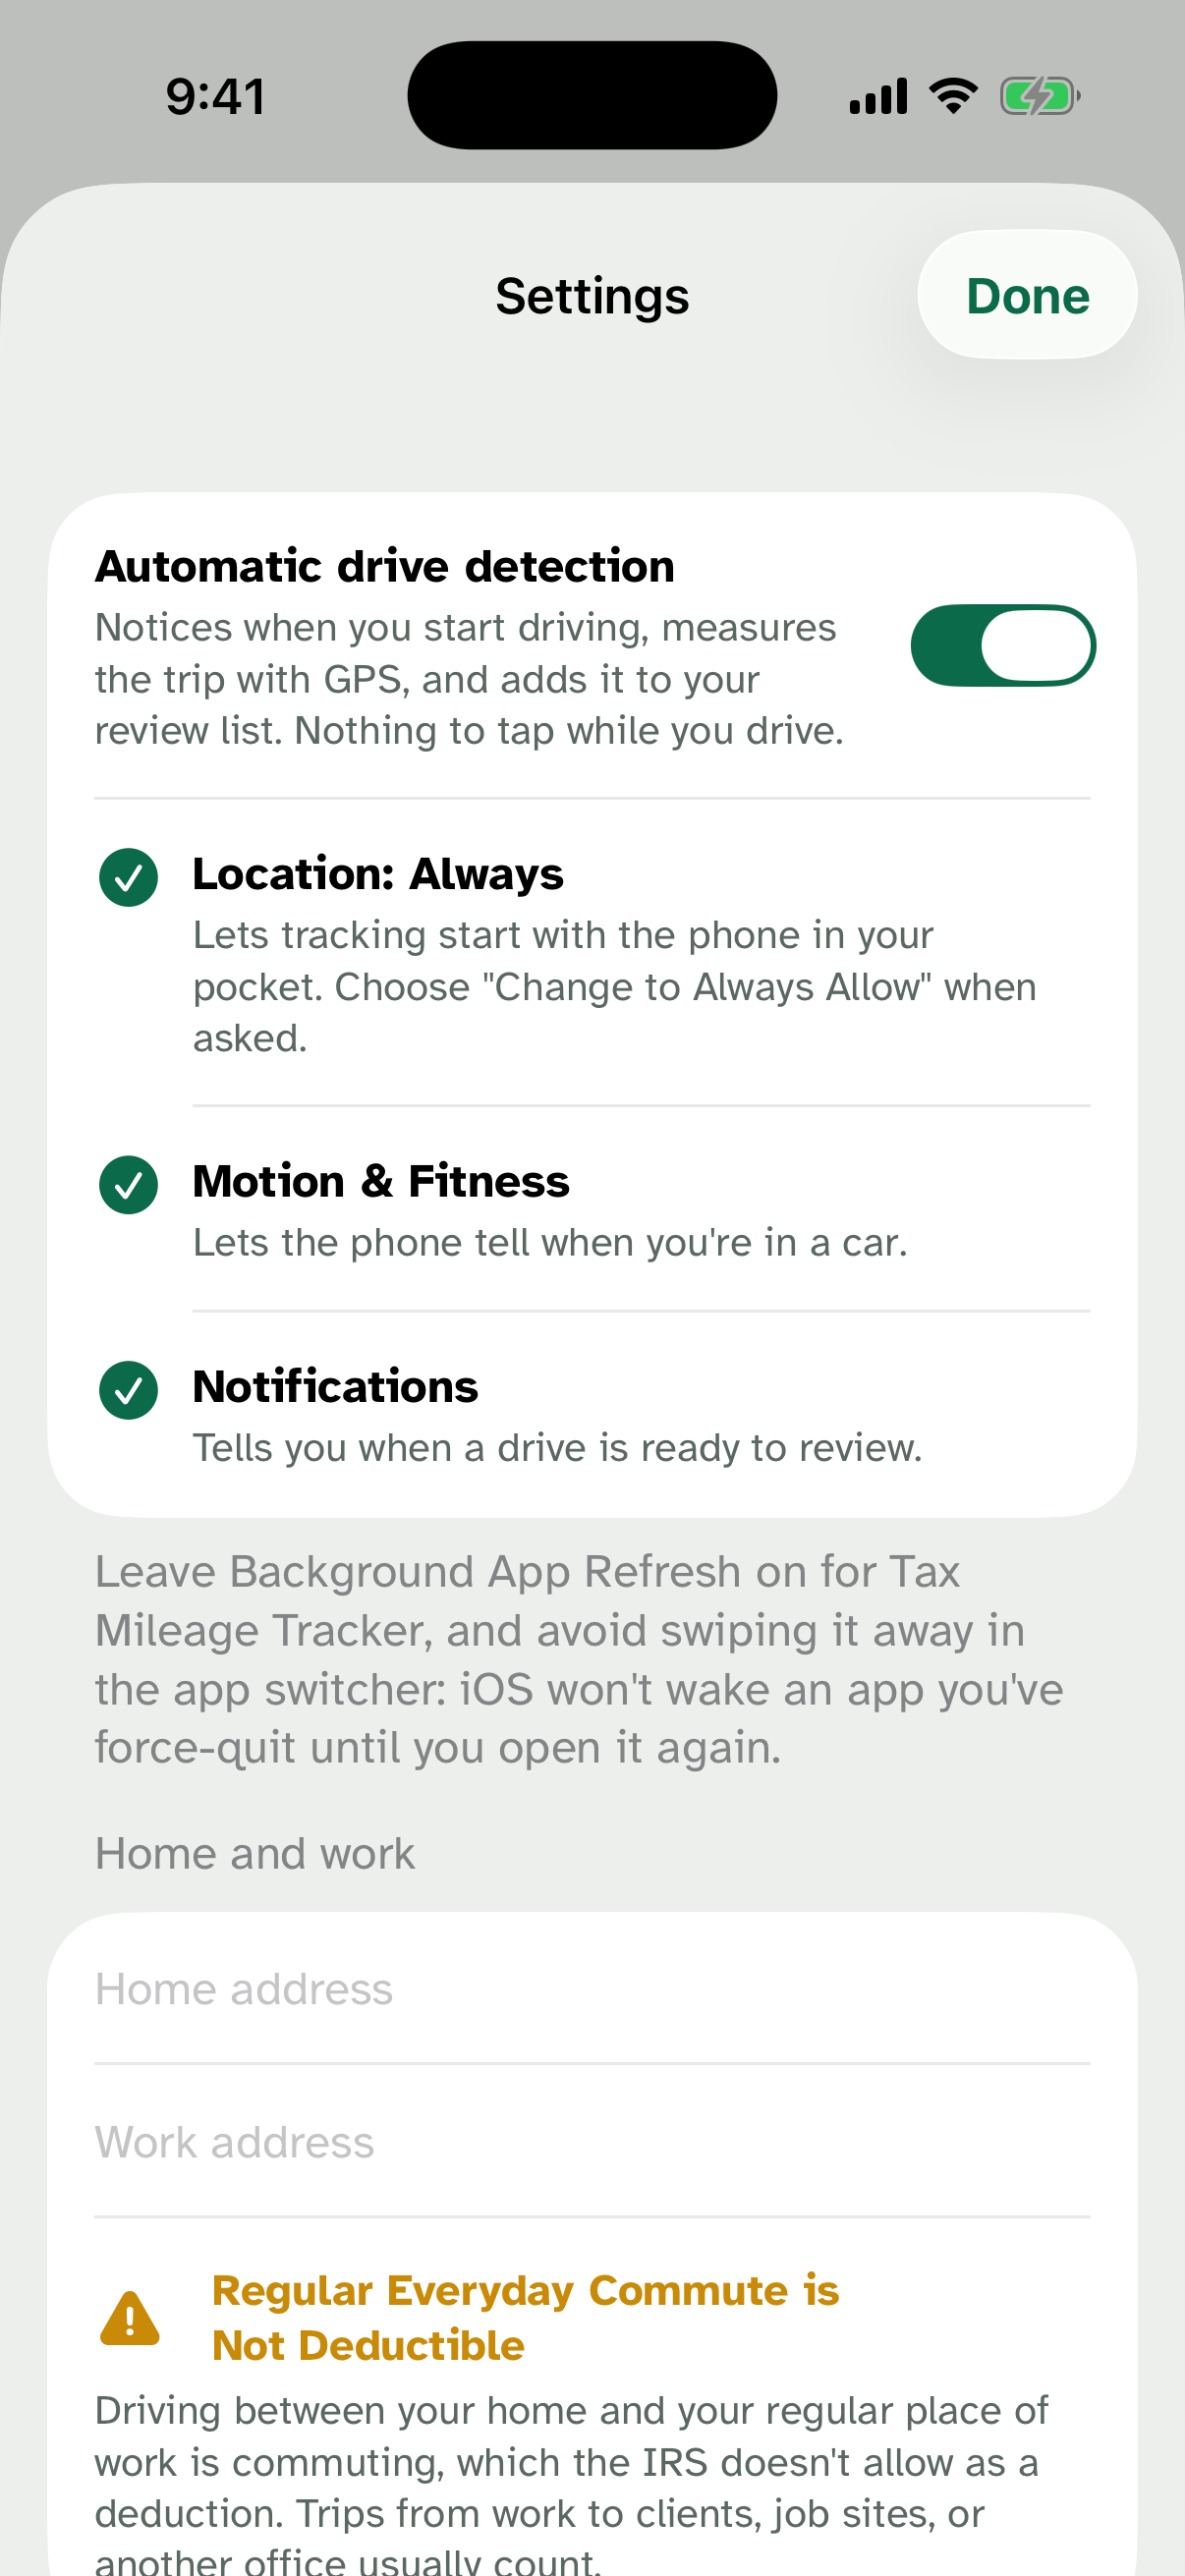 9:41
Settings
Done
Automatic drive detection
Notices when you start driving, measures
the trip with GPS, and adds it to your
review list. Nothing to tap while you drive.
Location: Always
Lets tracking start with the phone in your
pocket. Choose "Change to Always Allow" when
asked.
Motion & Fitness
Lets the phone tell when you're in a car.
Notifications
Tells you when a drive is ready to review.
Leave Background App Refresh on for Tax
Mileage Tracker, and avoid swiping it away in
the app switcher: iOS won't wake an app you've
force-quit until you open it again.
Home and work
Home address
Work address
Regular Everyday Commute is
Not Deductible
Driving between your home and your regular place of
work is commuting, which the IRS doesn't allow as a
deduction. Trips from work to clients, job sites, or
another office usually count.